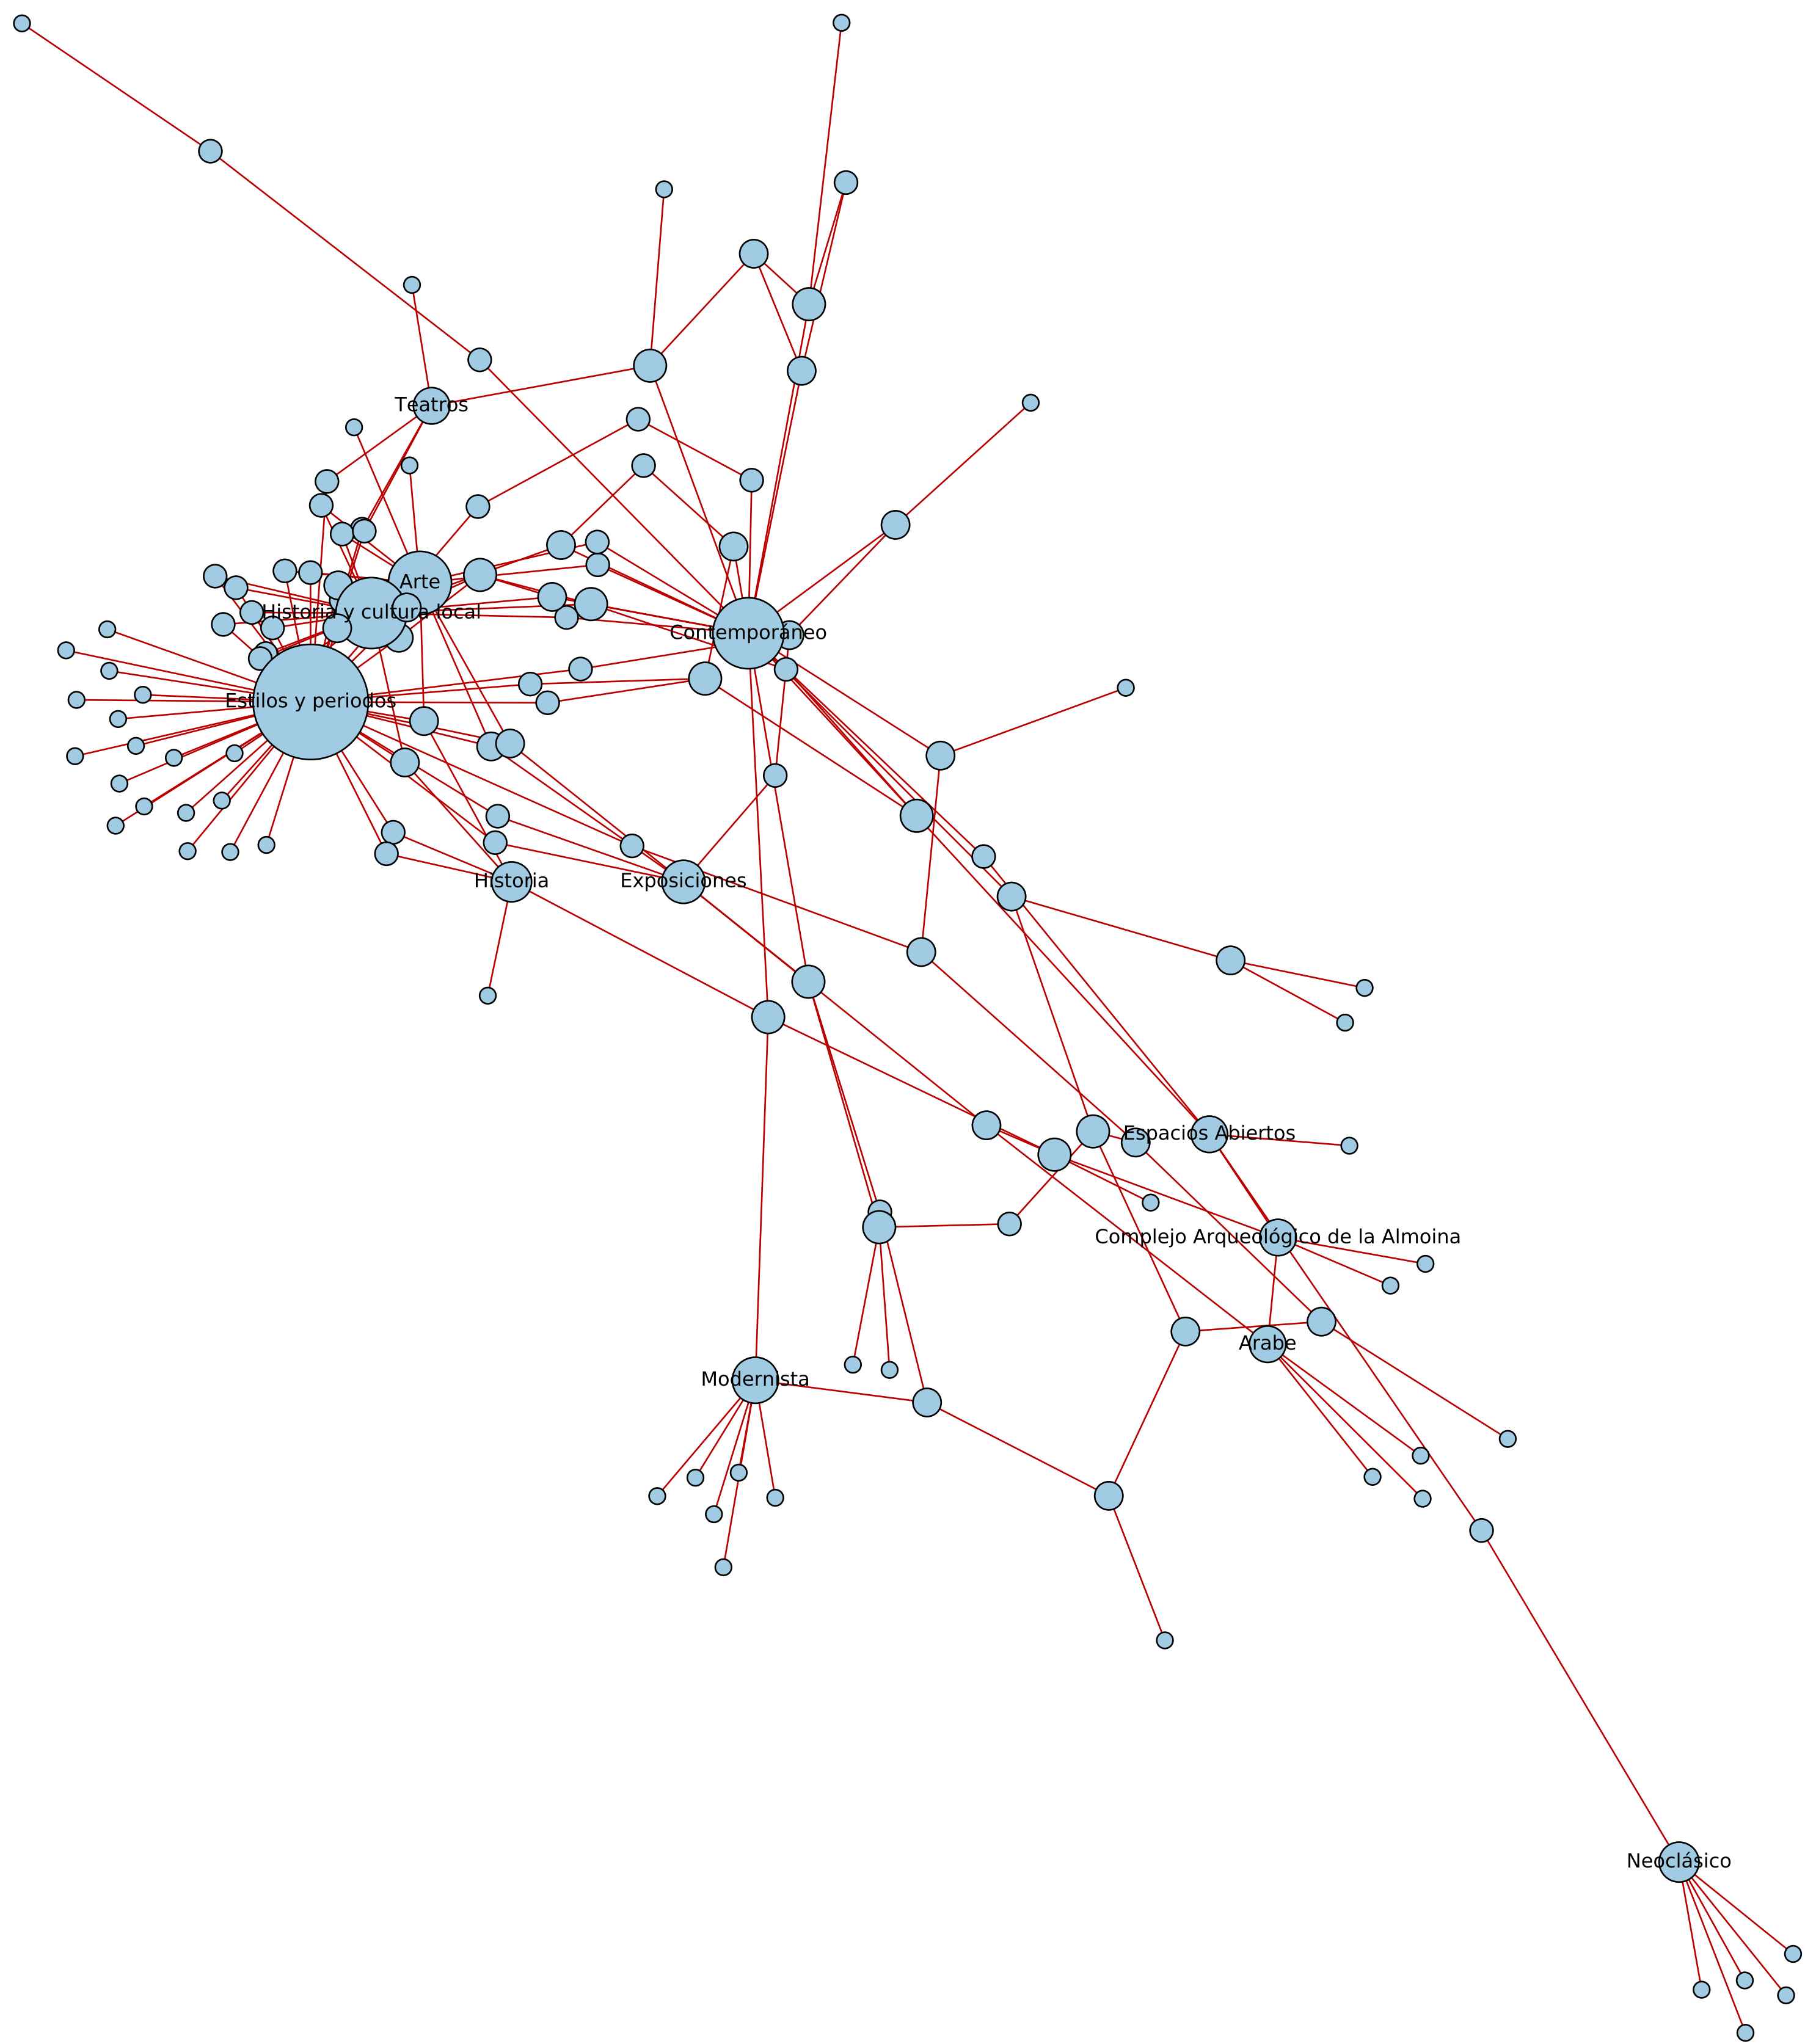 Teatros
Arte
Historia y cultura local
Contemporáneo
Estilos y periodos
Historia
Exposiciones
Espacios Abiertos
Complejo Arqueológico de la Almoina
Arabe
Modernista
Neoclásico